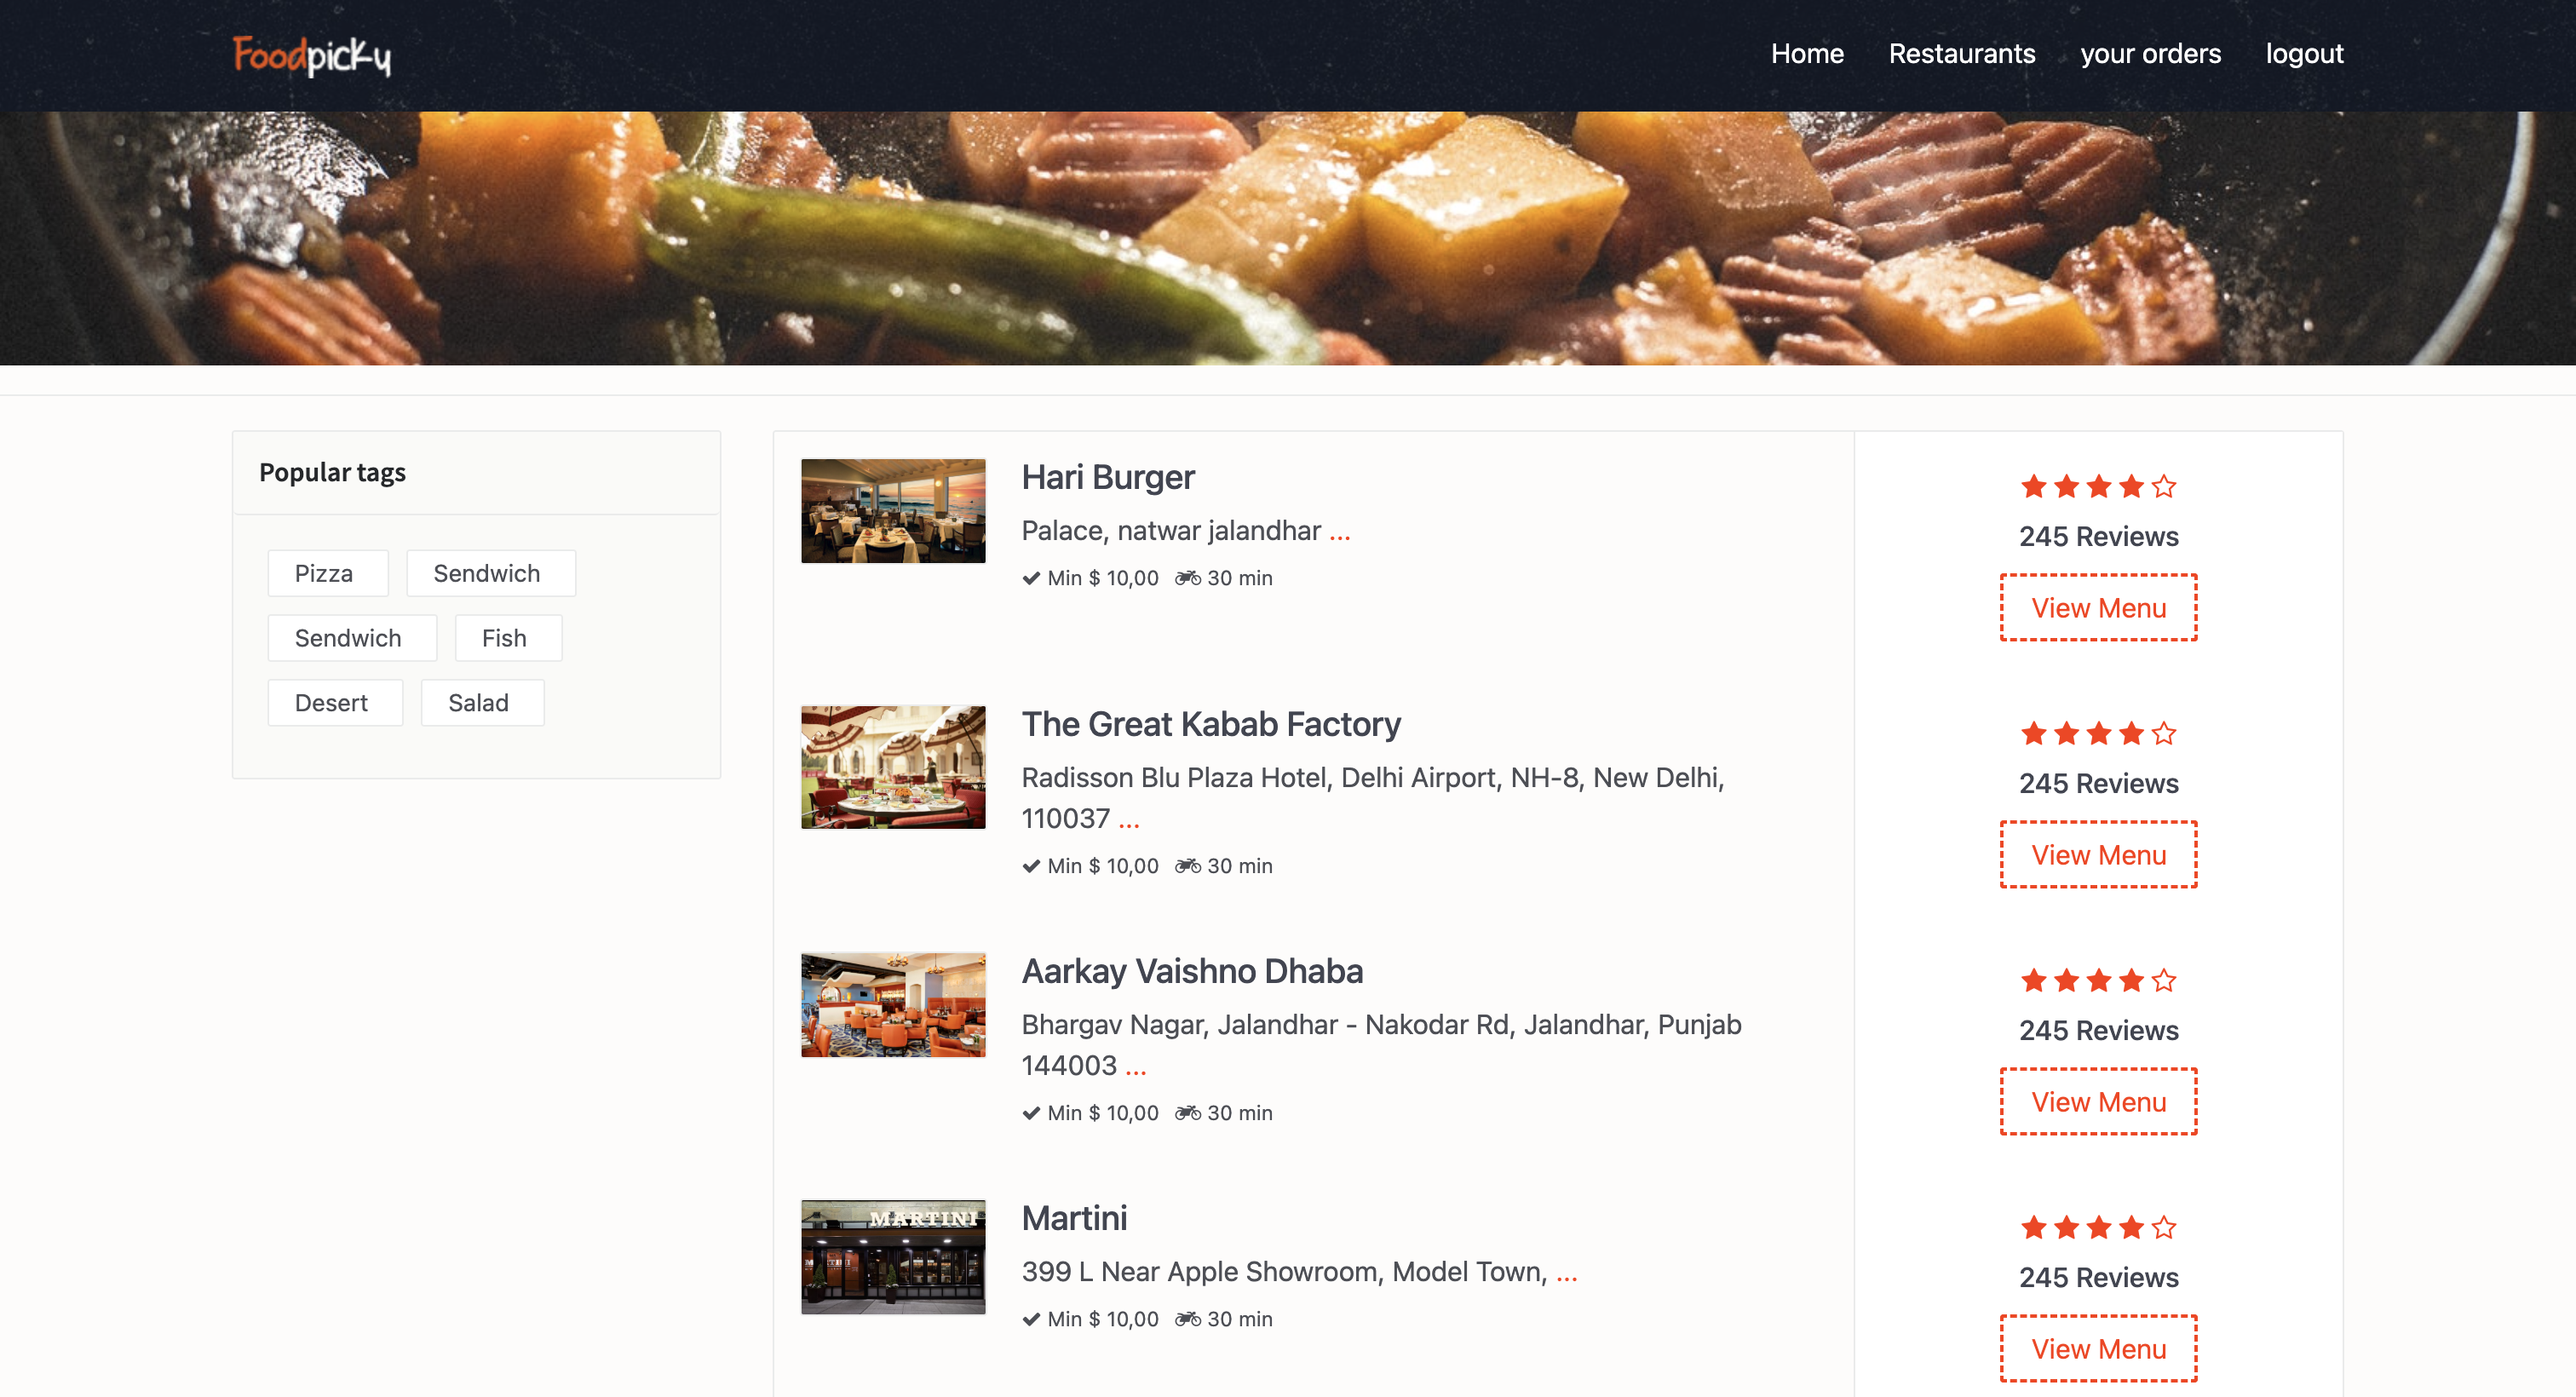 Foodpicky
Home Restaurants your orders logout
Popular tags
Pizza Sendwich
Sendwich Fish
Desert Salad
Hari Burger
Palace, natwar jalandhar ...
Min $ 10,00 30 min
245 Reviews
View Menu
The Great Kabab Factory
Radisson Blu Plaza Hotel, Delhi Airport, NH-8, New Delhi,
110037 ...
Min $ 10,00 30 min
245 Reviews
View Menu
Aarkay Vaishno Dhaba
Bhargav Nagar, Jalandhar - Nakodar Rd, Jalandhar, Punjab
144003 ...
Min $ 10,00 30 min
245 Reviews
View Menu
MARTINI
Martini
399 L Near Apple Showroom, Model Town, ...
Min $ 10,00 30 min
245 Reviews
View Menu